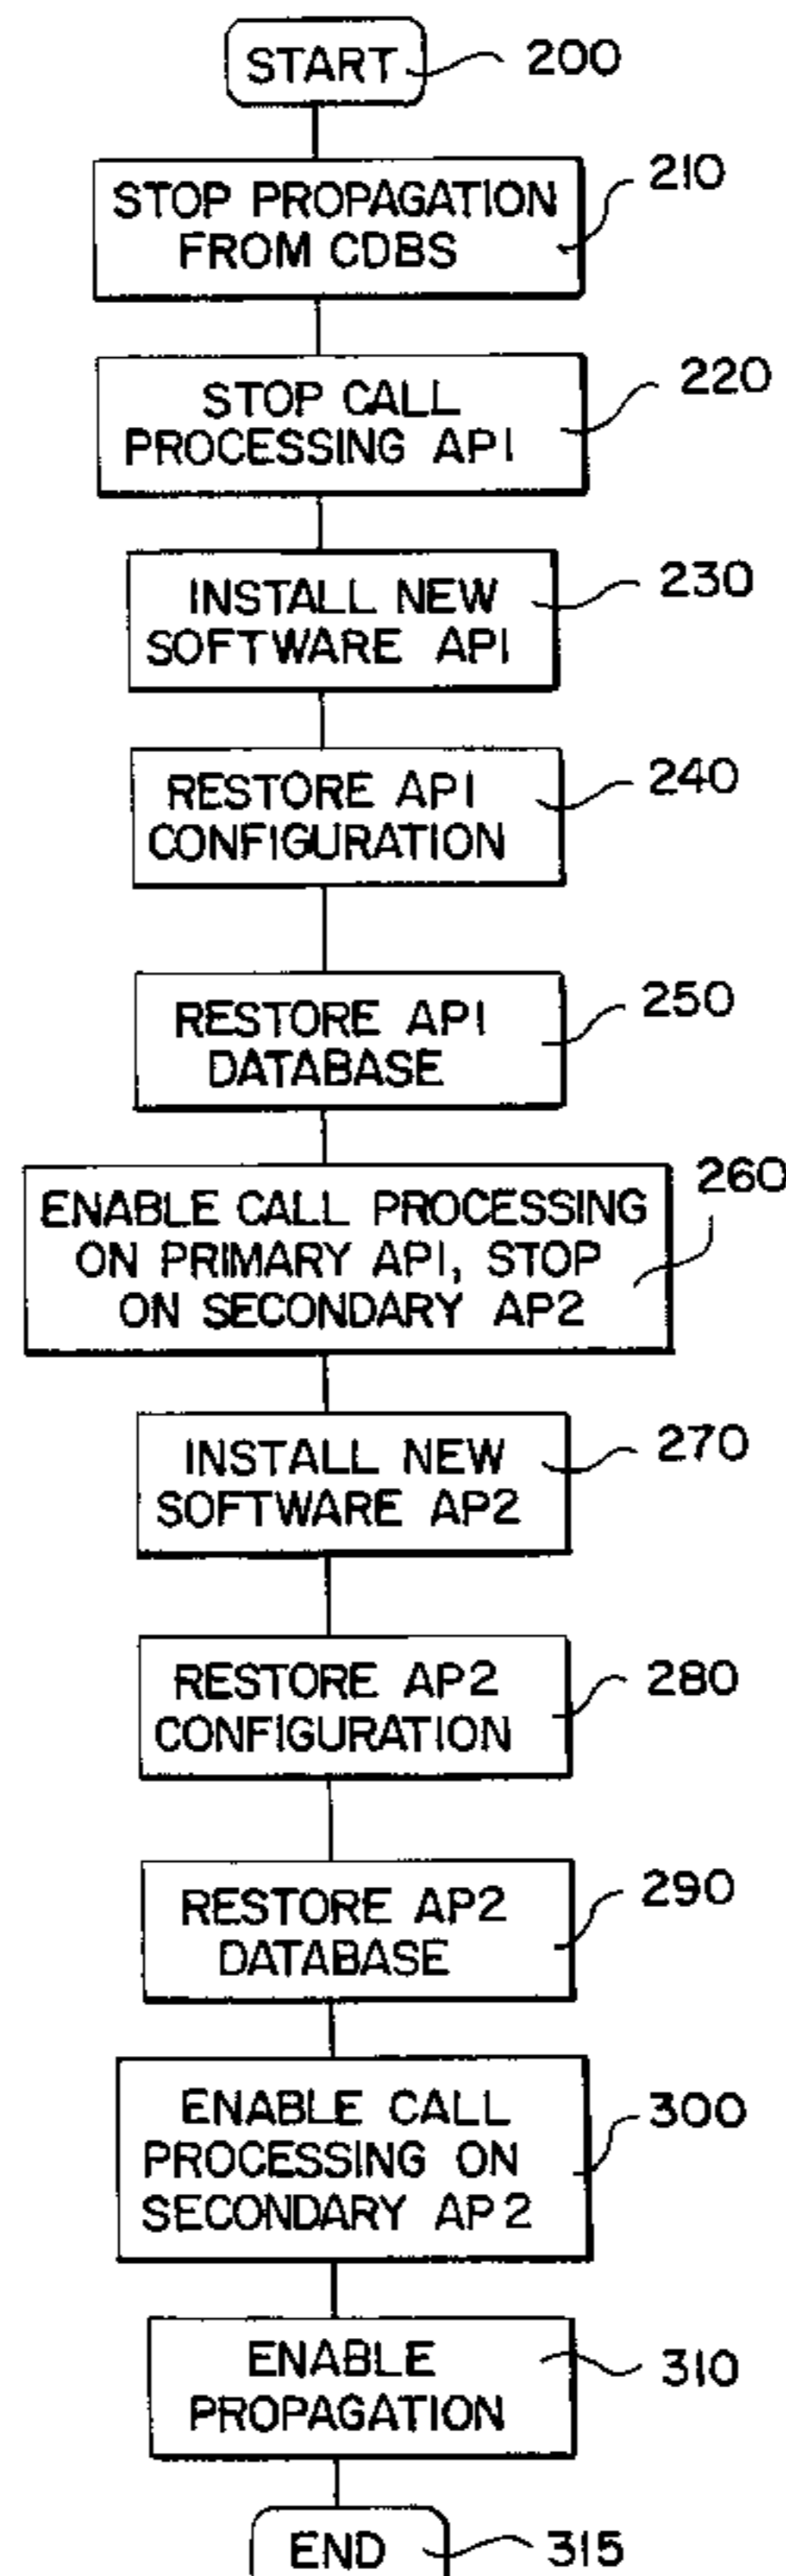 START
200
STOP PROPAGATION
FROM CDBS
210
STOP CALL
PROCESSING AP1
220
INSTALL NEW
SOFTWARE AP1
230
RESTORE AP1
CONFIGURATION
240
RESTORE AP1
DATABASE
250
ENABLE CALL PROCESSING
ON PRIMARY AP1, STOP
ON SECONDARY AP2
260
INSTALL NEW
SOFTWARE AP2
270
RESTORE AP2
CONFIGURATION
280
RESTORE AP2
DATABASE
290
ENABLE CALL
PROCESSING ON
SECONDARY AP2
300
ENABLE
PROPAGATION
310
END
315